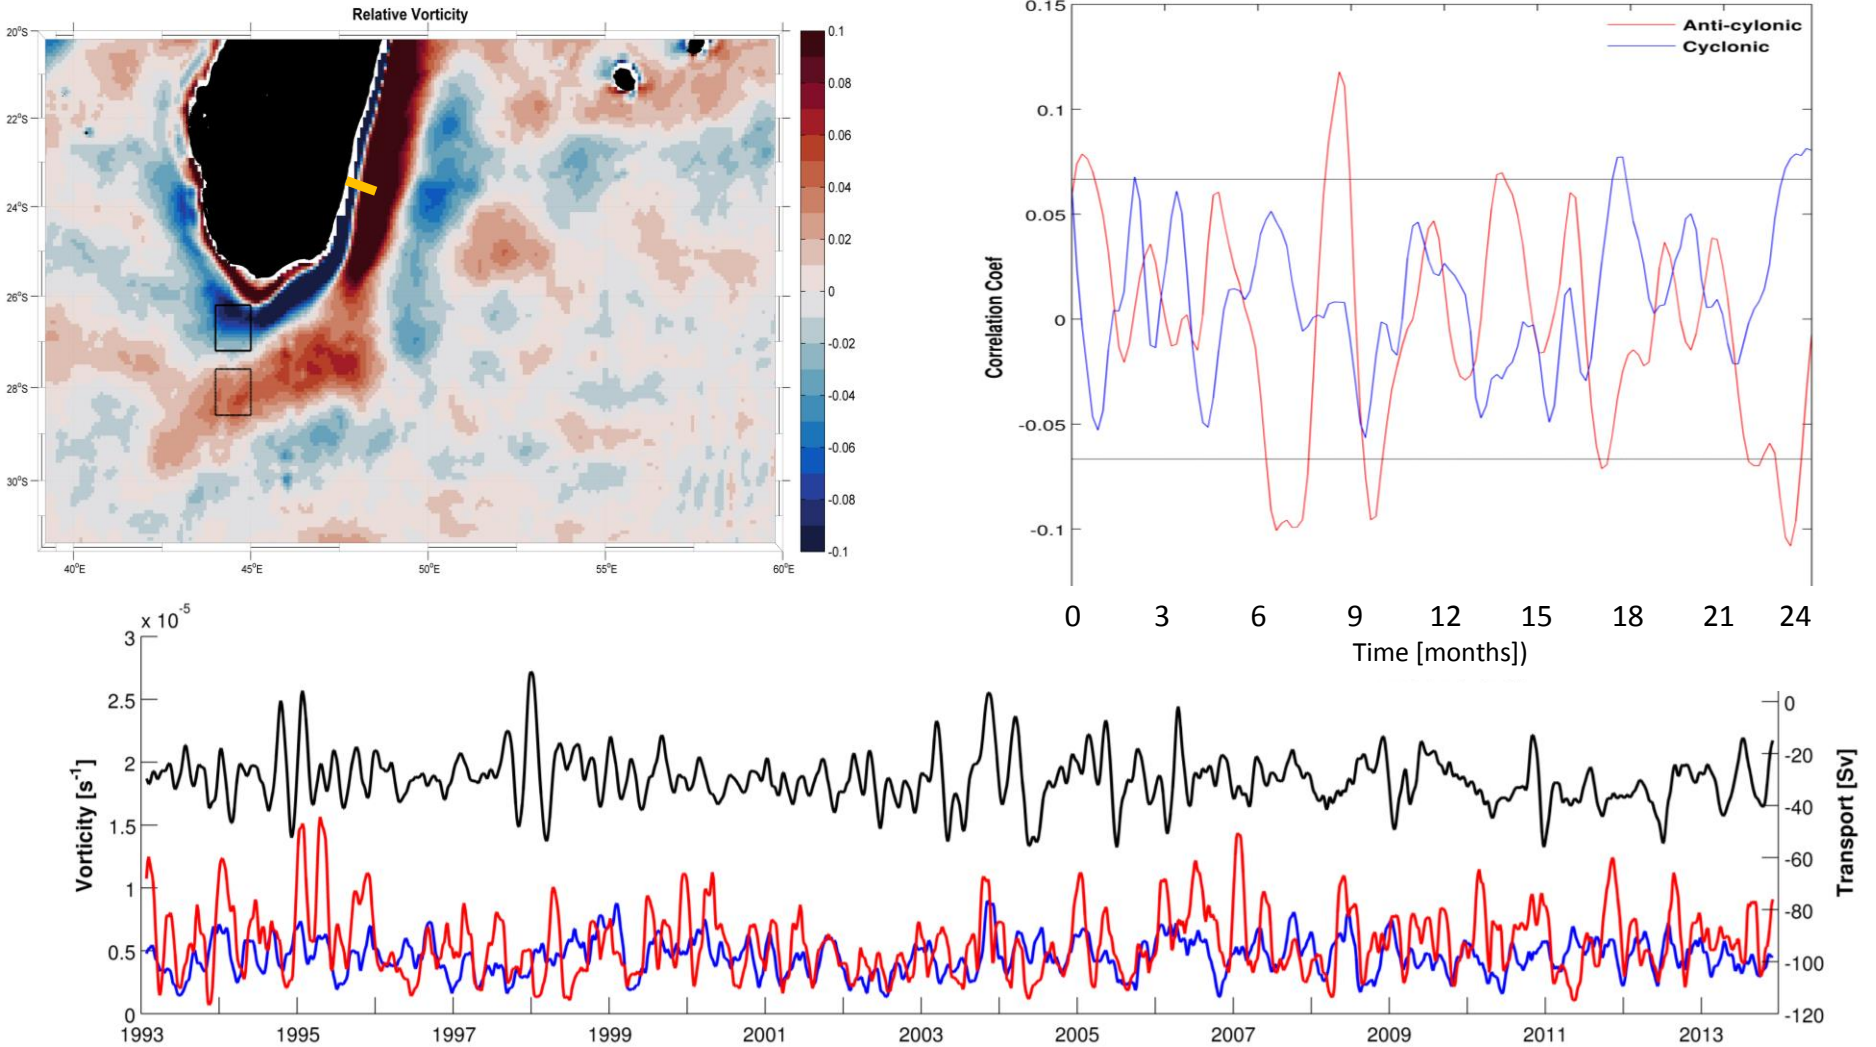 Relative Vorticity
20°S
22°S
24°S
26°S
28°S
30°S
40°E
45°E
50°E
55°E
60°E
0.1
0.08
0.06
0.04
0.02
0
-0.02
-0.04
-0.06
-0.08
-0.1
0.15
0.1
0.05
0
-0.05
-0.1
Correlation Coef
Anti-cylonic
Cyclonic
0 3 6 9 12 15 18 21 24
Time [months])
x 10-5
3
2.5
2
1.5
1
0.5
0
Vorticity [s-1]
0
-20
-40
-60
-80
-100
-120
Transport [Sv]
1993 1995 1997 1999 2001 2003 2005 2007 2009 2011 2013